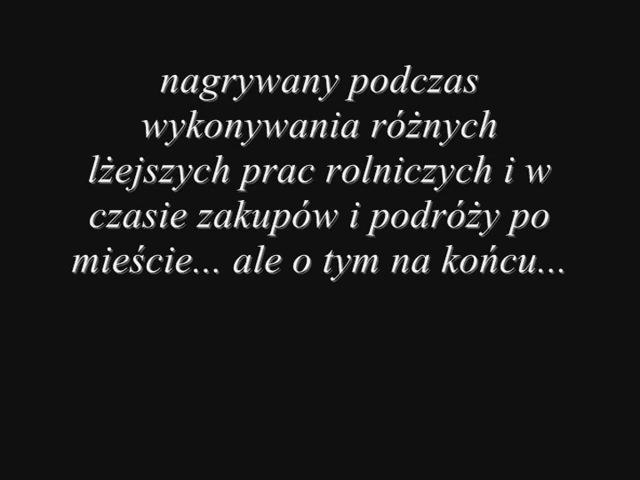 nagrywany podczas
wykonywania różnych
lżejszych prac rolniczych i w
czasie zakupów i podróży po
mieście... ale o tym na końcu...